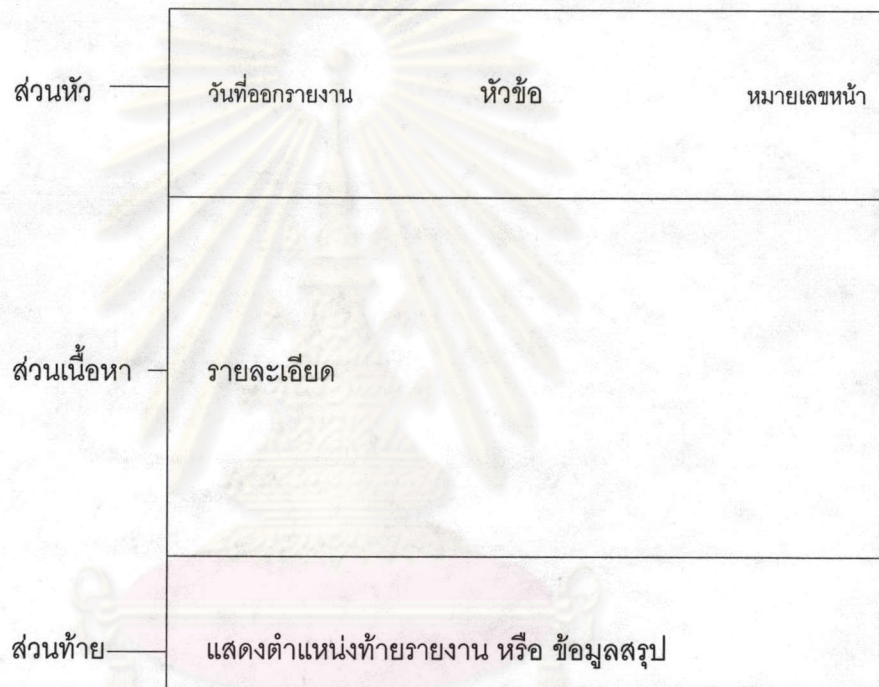 ส่วนหัว วันที่ออกรายงาน หัวข้อ หมายเลขหน้า
ส่วนเนื้อหา รายละเอียด
ส่วนท้าย แสดงตำแหน่งท้ายรายงาน หรือ ข้อมูลสรุป